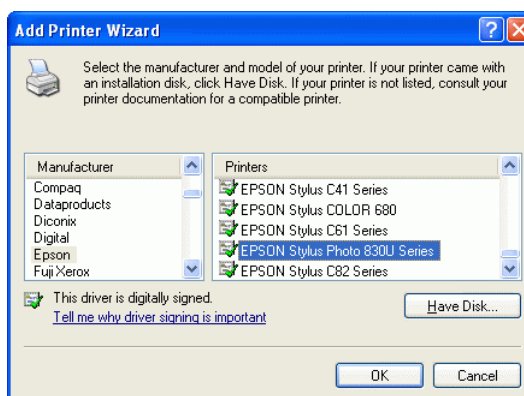 Add Printer Wizard
Select the manufacturer and model of your printer. If your printer came with
an installation disk, click Have Disk. If your printer is not listed, consult your
printer documentation for a compatible printer.
Manufacturer
Compaq
Dataproducts
Diconix
Digital
Epson
Fuji Xerox
Printers
EPSON Stylus C41 Series
EPSON Stylus COLOR 680
EPSON Stylus C61 Series
EPSON Stylus Photo 830U Series
EPSON Stylus C82 Series
This driver is digitally signed.
Tell me why driver signing is important
Have Disk...
OK
Cancel